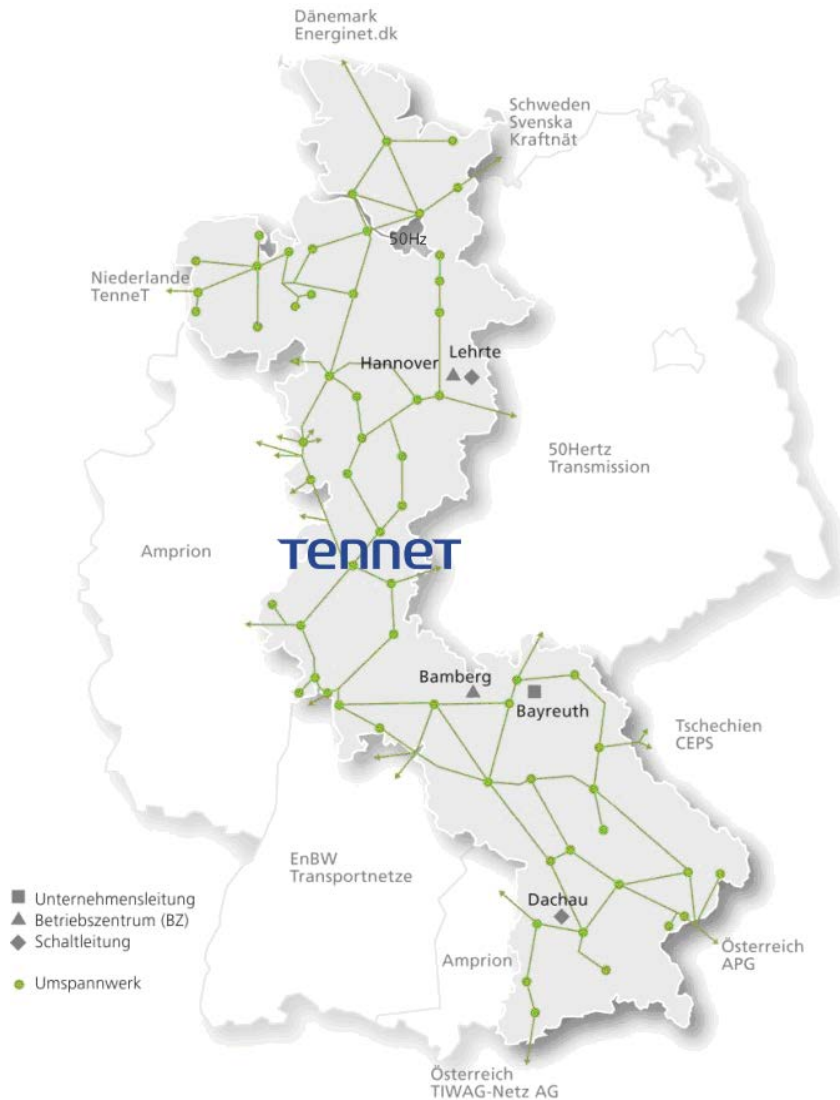 Dänemark
Energinet.dk
Schweden
Svenska
Kraftnät
50Hz
Niederlande
TenneT
Hannover
Lehrte
50Hertz
Transmission
Amprion
TenneT
Bamberg
Bayreuth
Tschechien
CEPS
EnBW
Transportnetze
Unternehmensleitung
Betriebszentrum (BZ)
Schaltleitung
Umspannwerk
Dachau
Amprion
Österreich
APG
Österreich
TIWAG-Netz AG